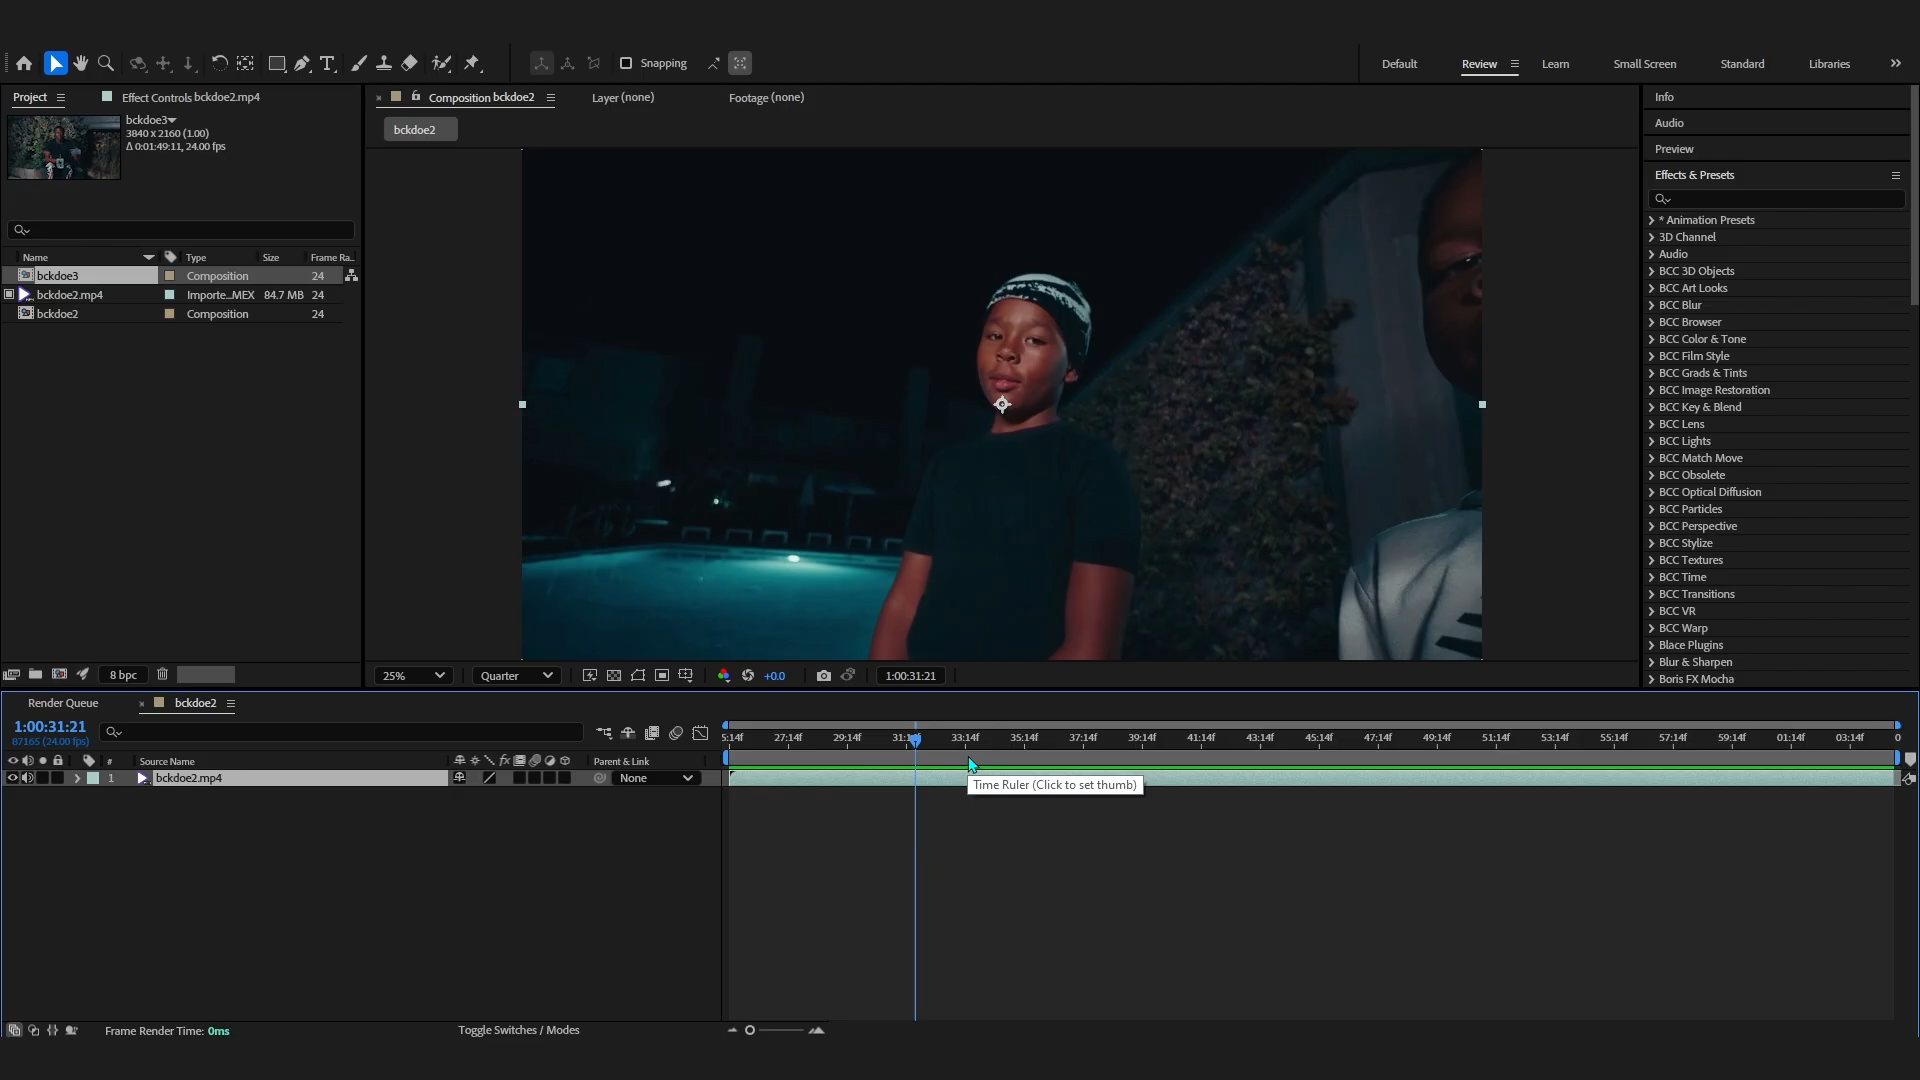 Snapping
Default
Review
Learn
Small Screen
Standard
Libraries
Project
Effect Controls bckdoe2.mp4
Composition bckdoe2
Layer (none)
Footage (none)
bckdoe3
3840 x 2160 (1.00)
Δ 0:01:49:11, 24.00 fps
bckdoe2
Name
Type
Size
Frame Ra..
bckdoe3
Composition
24
bckdoe2.mp4
Importe...MEX
84.7 MB
24
bckdoe2
Composition
24
8 bpc
25%
Quarter
+0.0
1:00:31:21
Info
Audio
Preview
Effects & Presets
* Animation Presets
3D Channel
Audio
BCC 3D Objects
BCC Art Looks
BCC Blur
BCC Browser
BCC Color & Tone
BCC Film Style
BCC Grads & Tints
BCC Image Restoration
BCC Key & Blend
BCC Lens
BCC Lights
BCC Match Move
BCC Obsolete
BCC Optical Diffusion
BCC Particles
BCC Perspective
BCC Stylize
BCC Textures
BCC Time
BCC Transitions
BCC VR
BCC Warp
Blace Plugins
Blur & Sharpen
Boris FX Mocha
Render Queue
bckdoe2
1:00:31:21
87165 (24.00 fps)
5:14f 27:14f 29:14f 31:1 33:14f 35:14f 37:14f 39:14f 41:14f 43:14f 45:14f 47:14f 49:14f 51:14f 53:14f 55:14f 57:14f 59:14f 01:14f 03:14f 0
# Source Name
fx
Parent & Link
1 bckdoe2.mp4
None
Time Ruler (Click to set thumb)
Frame Render Time: 0ms
Toggle Switches / Modes